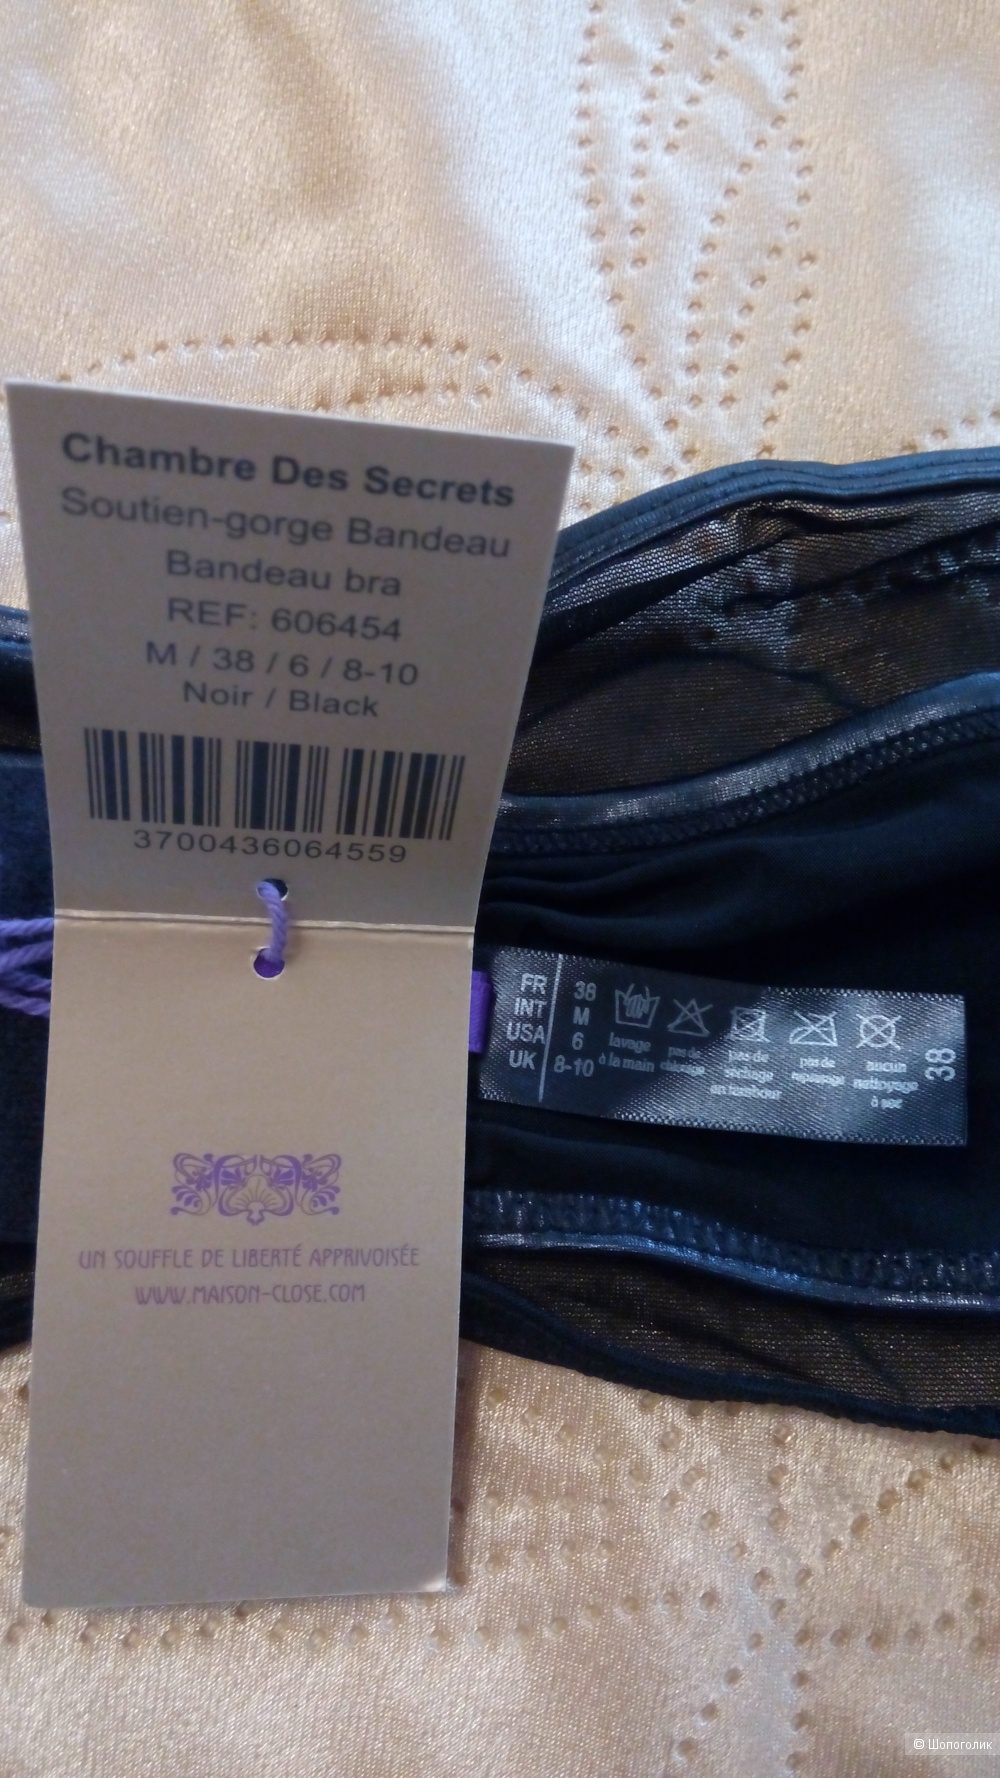 Chambre Des Secrets
Soutien-gorge Bandeau
Bandeau bra
REF: 606454
M / 38 / 6 / 8-10
Noir / Black
3700436064559
UN SOUFFLE DE LIBERTÉ APPRIVOISÉE
WWW.MAISON-CLOSE.COM
FR 38
INT M
USA 6
UK 8-10
lavage
à la main
pas de
chlorage
pas de
séchage
en tambour
pas de
repassage
aucun
nettoyage
à sec
38
© Шопоголик